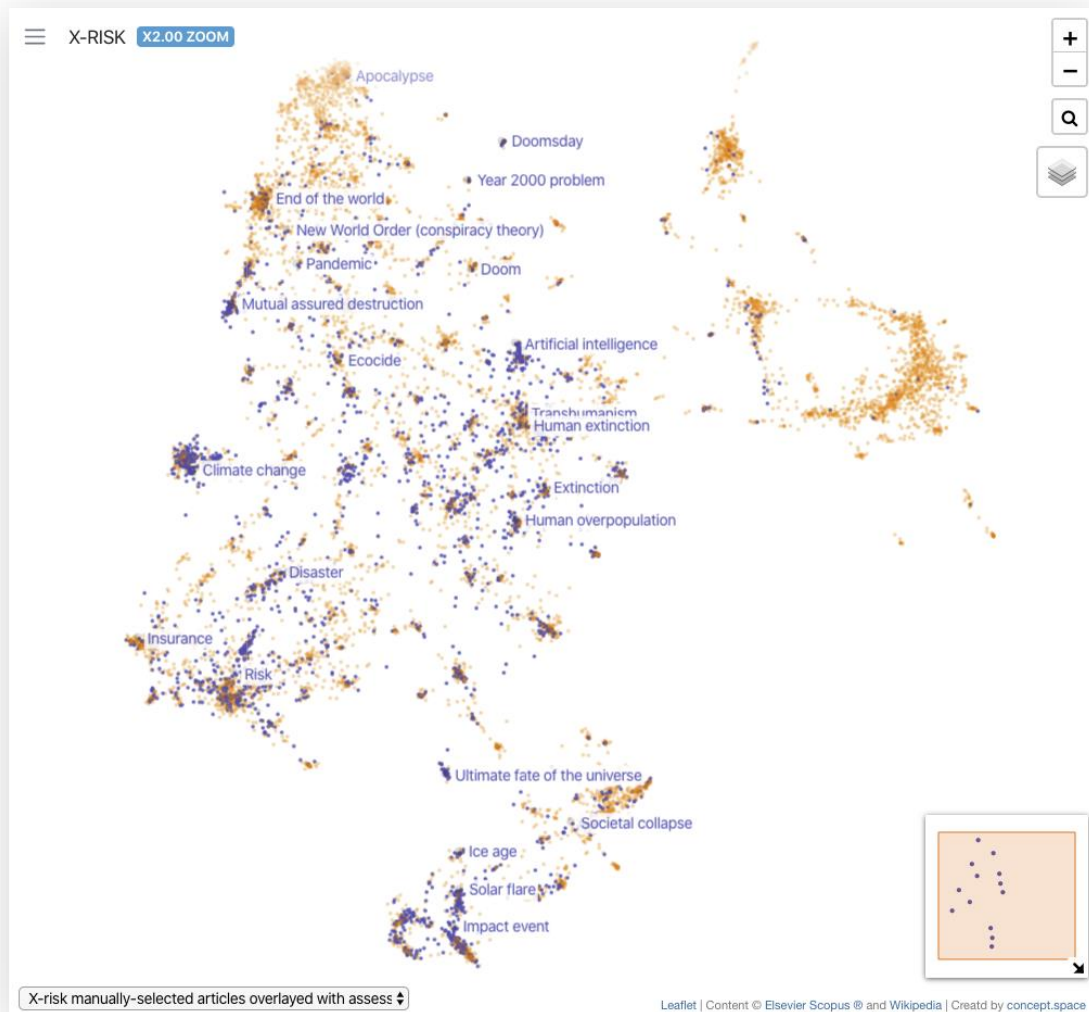 X-RISK X2.00 ZOOM
+
−
Apocalypse
Doomsday
Year 2000 problem
End of the world
New World Order (conspiracy theory)
Pandemic
Doom
Mutual assured destruction
Artificial intelligence
Ecocide
Transhumanism
Human extinction
Climate change
Extinction
Human overpopulation
Disaster
Insurance
Risk
Ultimate fate of the universe
Societal collapse
Ice age
Solar flare
Impact event
X-risk manually-selected articles overlayed with assess
Leaflet | Content © Elsevier Scopus ® and Wikipedia | Creatd by concept.space